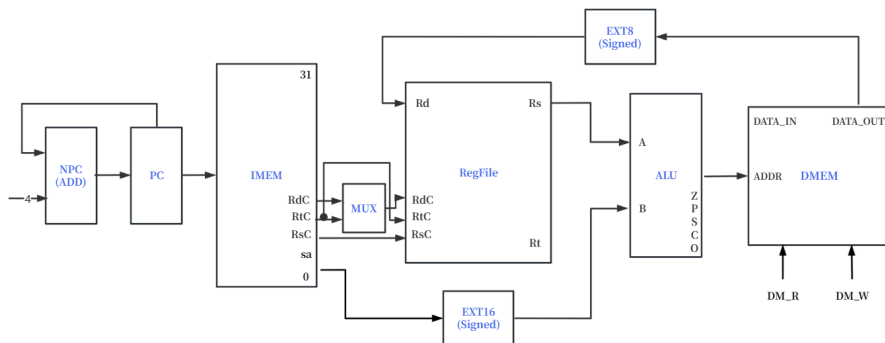 EXT8
(Signed)
31
Rd
Rs
DATA_IN
DATA_OUT
A
NPC
(ADD)
PC
IMEM
RegFile
ALU
ADDR
DMEM
4
RdC
MUX
RdC
B
Z
P
S
C
O
RtC
RtC
RsC
RsC
Rt
sa
0
DM_R
DM_W
EXT16
(Signed)